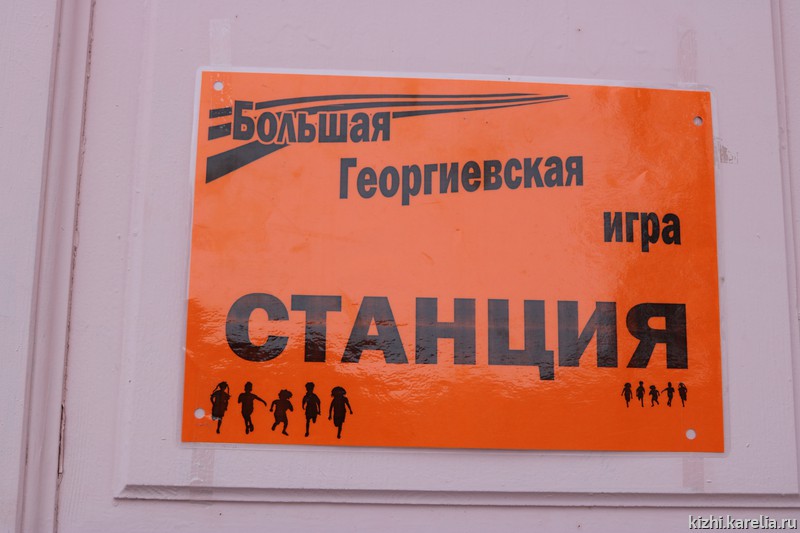 Большая
Георгиевская
игра
СТАНЦИЯ
kizhi.karelia.ru